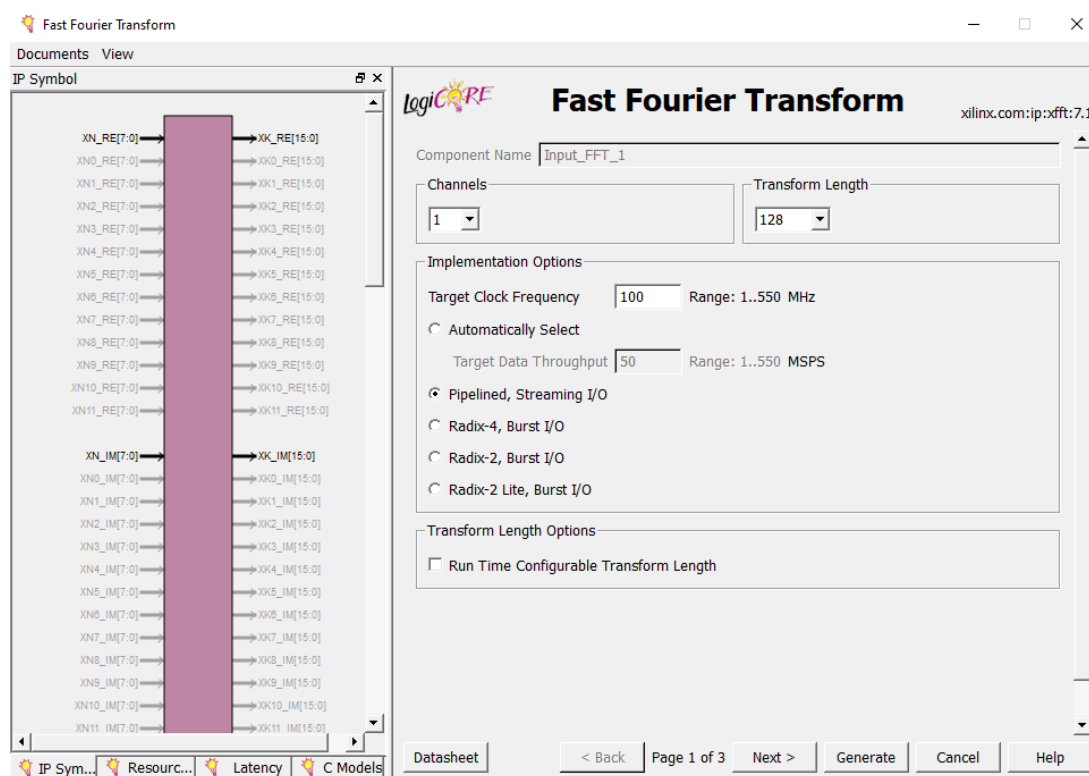 Fast Fourier Transform
Documents View
IP Symbol
XN_RE[7:0] XK_RE[15:0]
XN0_RE[7:0] XK0_RE[15:0]
XN1_RE[7:0] XK1_RE[15:0]
XN2_RE[7:0] XK2_RE[15:0]
XN3_RE[7:0] XK3_RE[15:0]
XN4_RE[7:0] XK4_RE[15:0]
XN5_RE[7:0] XK5_RE[15:0]
XN6_RE[7:0] XK6_RE[15:0]
XN7_RE[7:0] XK7_RE[15:0]
XN8_RE[7:0] XK8_RE[15:0]
XN9_RE[7:0] XK9_RE[15:0]
XN10_RE[7:0] XK10_RE[15:0]
XN11_RE[7:0] XK11_RE[15:0]
XN_IM[7:0] XK_IM[15:0]
XN0_IM[7:0] XK0_IM[15:0]
XN1_IM[7:0] XK1_IM[15:0]
XN2_IM[7:0] XK2_IM[15:0]
XN3_IM[7:0] XK3_IM[15:0]
XN4_IM[7:0] XK4_IM[15:0]
XN5_IM[7:0] XK5_IM[15:0]
XN6_IM[7:0] XK6_IM[15:0]
XN7_IM[7:0] XK7_IM[15:0]
XN8_IM[7:0] XK8_IM[15:0]
XN9_IM[7:0] XK9_IM[15:0]
XN10_IM[7:0] XK10_IM[15:0]
XN11_IM[7:0] XK11_IM[15:0]
IP Sym... Resourc... Latency C Models
LogiCORE
Fast Fourier Transform
xilinx.com:ip:xfft:7.1
Component Name Input_FFT_1
Channels
1
Transform Length
128
Implementation Options
Target Clock Frequency 100 Range: 1..550 MHz
Automatically Select
Target Data Throughput 50 Range: 1..550 MSPS
Pipelined, Streaming I/O
Radix-4, Burst I/O
Radix-2, Burst I/O
Radix-2 Lite, Burst I/O
Transform Length Options
Run Time Configurable Transform Length
Datasheet < Back Page 1 of 3 Next > Generate Cancel Help